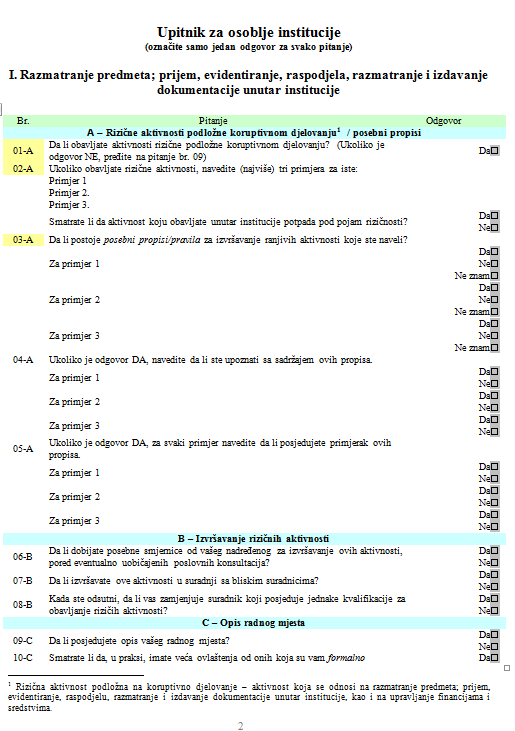 Upitnik za osoblje institucije
(označite samo jedan odgovor za svako pitanje)
I. Razmatranje predmeta; prijem, evidentiranje, raspodjela, razmatranje i izdavanje
dokumentacije unutar institucije
Br. Pitanje Odgovor
A – Rizične aktivnosti podložne koruptivnom djelovanju¹ / posebni propisi
01-A Da li obavljate aktivnosti rizične podložne koruptivnom djelovanju? (Ukoliko je Da
odgovor NE, pređite na pitanje br. 09)
02-A Ukoliko obavljate rizične aktivnosti, navedite (najviše) tri primjera za iste:
Primjer 1
Primjer 2.
Primjer 3.
Smatrate li da aktivnost koju obavljate unutar institucije potpada pod pojam rizičnosti? Da
Ne
03-A Da li postoje posebni propisi/pravila za izvršavanje ranjivih aktivnosti koje ste naveli?
Da
Za primjer 1 Ne
Ne znam
Da
Za primjer 2 Ne
Ne znam
Da
Za primjer 3 Ne
Ne znam
04-A Ukoliko je odgovor DA, navedite da li ste upoznati sa sadržajem ovih propisa.
Za primjer 1 Da
Ne
Za primjer 2 Da
Ne
Za primjer 3 Da
Ne
05-A Ukoliko je odgovor DA, za svaki primjer navedite da li posjedujete primjerak ovih
propisa.
Za primjer 1 Da
Ne
Za primjer 2 Da
Ne
Za primjer 3 Da
Ne
B – Izvršavanje rizičnih aktivnosti
06-B Da li dobijate posebne smjernice od vašeg nadređenog za izvršavanje ovih aktivnosti, Da
pored eventualno uobičajenih poslovnih konsultacija? Ne
07-B Da li izvršavate ove aktivnosti u suradnji sa bliskim suradnicima? Da
Ne
08-B Kada ste odsutni, da li vas zamjenjuje suradnik koji posjeduje jednake kvalifikacije za Da
obavljanje rizičih aktivnosti? Ne
C – Opis radnog mjesta
09-C Da li posjedujete opis vašeg radnog mjesta? Da
Ne
10-C Smatrate li da, u praksi, imate veća ovlaštenja od onih koja su vam formalno Da
¹ Rizična aktivnost podložna na koruptivno djelovanje – aktivnost koja se odnosi na razmatranje predmeta; prijem,
evidentiranje, raspodjelu, razmatranje i izdavanje dokumentacije unutar institucije, kao i na upravljanje financijama i
sredstvima.
2